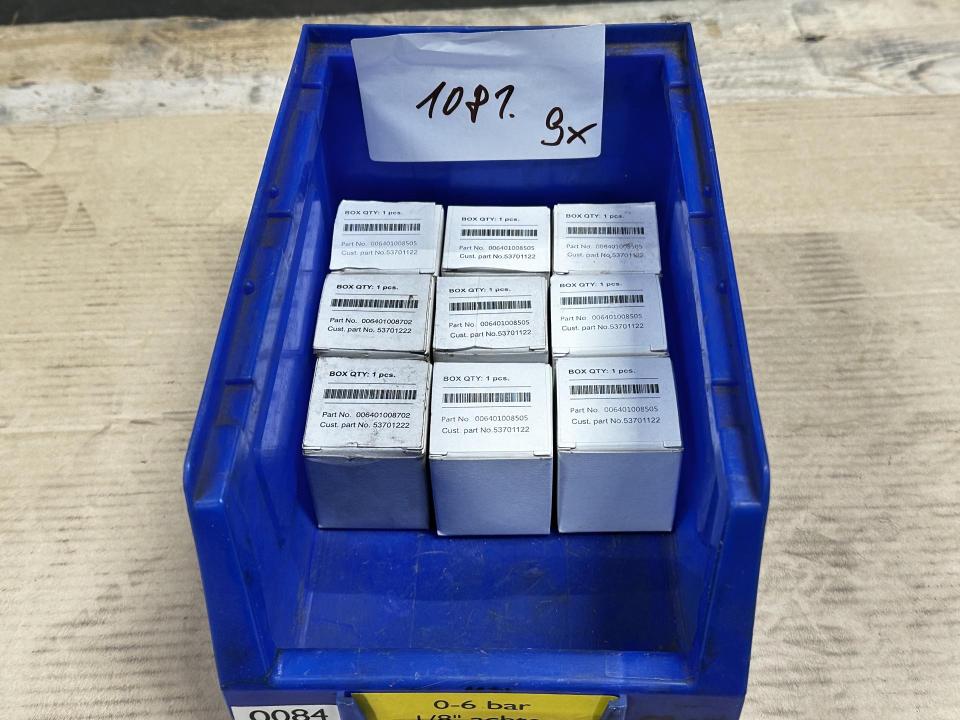 1081.
9x
BOX QTY: 1 pcs.
Part No. 006401008505
Cust. part No.53701122
BOX QTY: 1 pcs.
Part No. 006401008505
Cust. part No.53701122
BOX QTY: 1 pcs.
Part No. 006401008505
Cust. part No.53701122
BOX QTY: 1 pcs.
Part No. 006401008702
Cust. part No.53701222
BOX QTY: 1 pcs.
Part No. 006401008505
Cust. part No.53701122
BOX QTY: 1 pcs.
Part No. 006401008505
Cust. part No.53701122
BOX QTY: 1 pcs.
Part No. 006401008702
Cust. part No.53701222
BOX QTY: 1 pcs.
Part No. 006401008505
Cust. part No.53701122
BOX QTY: 1 pcs.
Part No. 006401008505
Cust. part No.53701122
0084
0-6 bar
1/8"